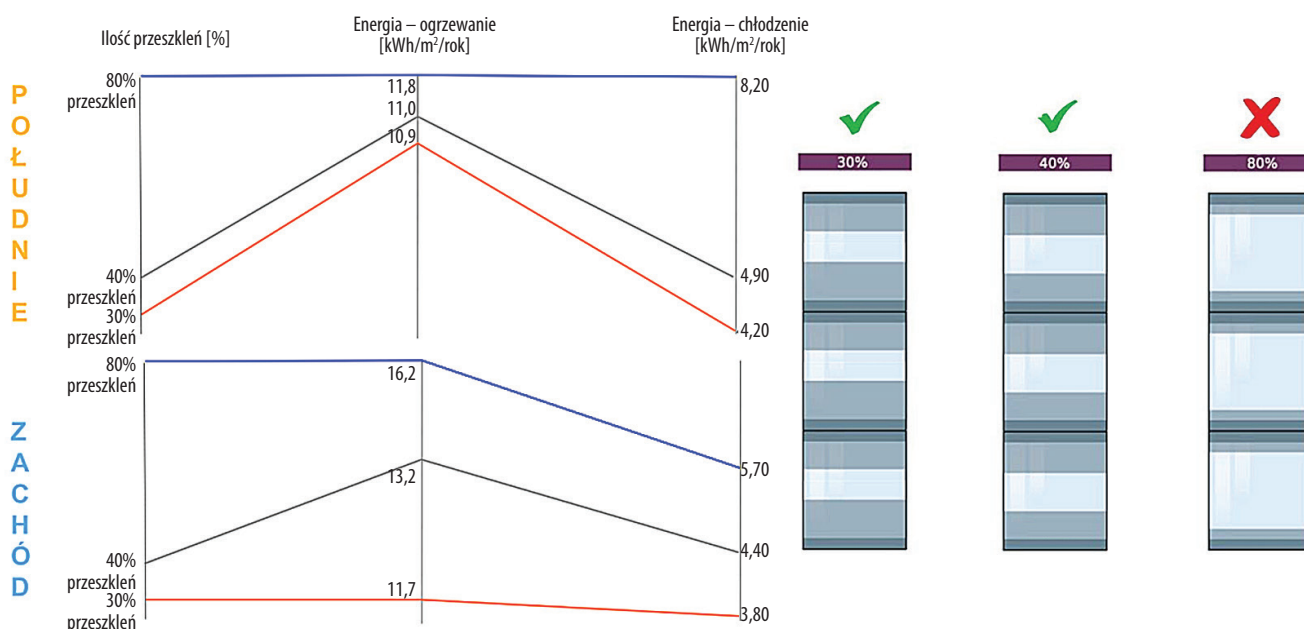 Ilość przeszkleń [%]
Energia – ogrzewanie
[kWh/m²/rok]
Energia – chłodzenie
[kWh/m²/rok]
POŁUDNIE
80%
przeszkleń
11,8
11,0
10,9
8,20
40%
przeszkleń
30%
przeszkleń
4,90
4,20
ZACHÓD
80%
przeszkleń
16,2
13,2
11,7
5,70
4,40
3,80
40%
przeszkleń
30%
przeszkleń
30%
40%
80%